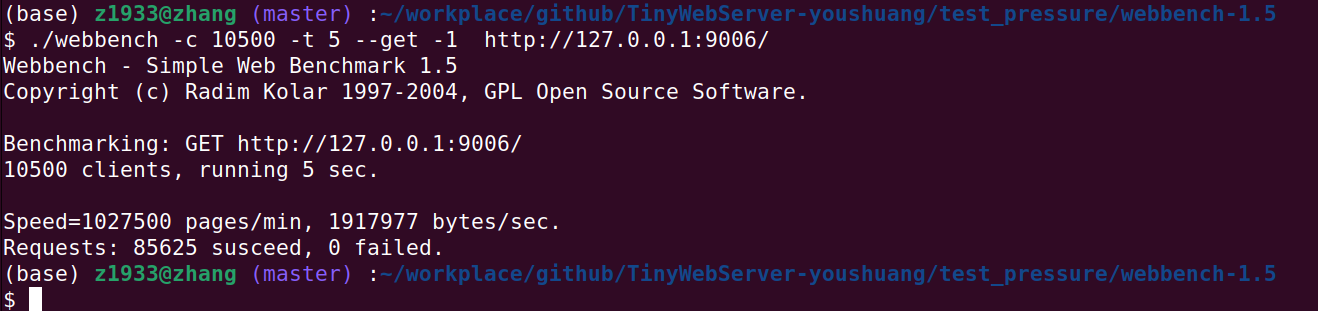 (base) z1933@zhang (master) :~/workplace/github/TinyWebServer-youshuang/test_pressure/webbench-1.5
$ ./webbench -c 10500 -t 5 --get -1  http://127.0.0.1:9006/
Webbench - Simple Web Benchmark 1.5
Copyright (c) Radim Kolar 1997-2004, GPL Open Source Software.
Benchmarking: GET http://127.0.0.1:9006/
10500 clients, running 5 sec.
Speed=1027500 pages/min, 1917977 bytes/sec.
Requests: 85625 susceed, 0 failed.
(base) z1933@zhang (master) :~/workplace/github/TinyWebServer-youshuang/test_pressure/webbench-1.5
$